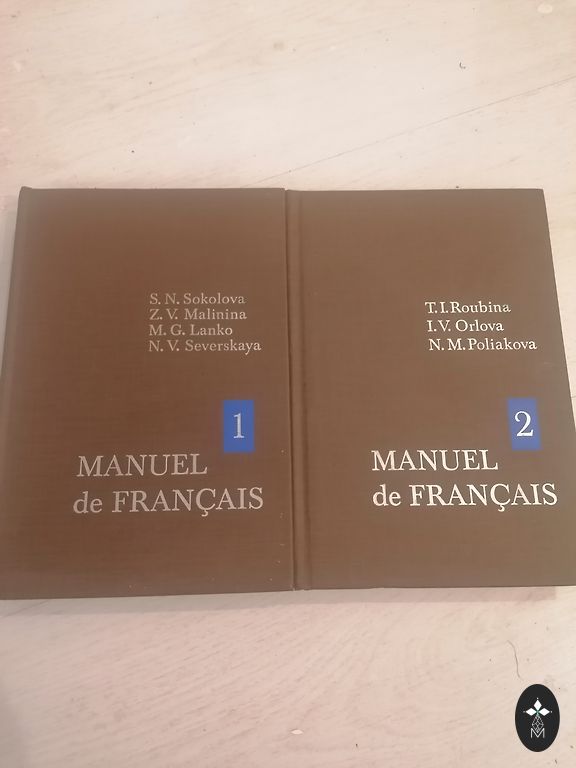 S. N. Sokolova
Z. V. Malinina
M. G. Lanko
N. V. Severskaya
1
MANUEL
de FRANÇAIS
T. I. Roubina
I. V. Orlova
N. M. Poliakova
2
MANUEL
de FRANÇAIS
M